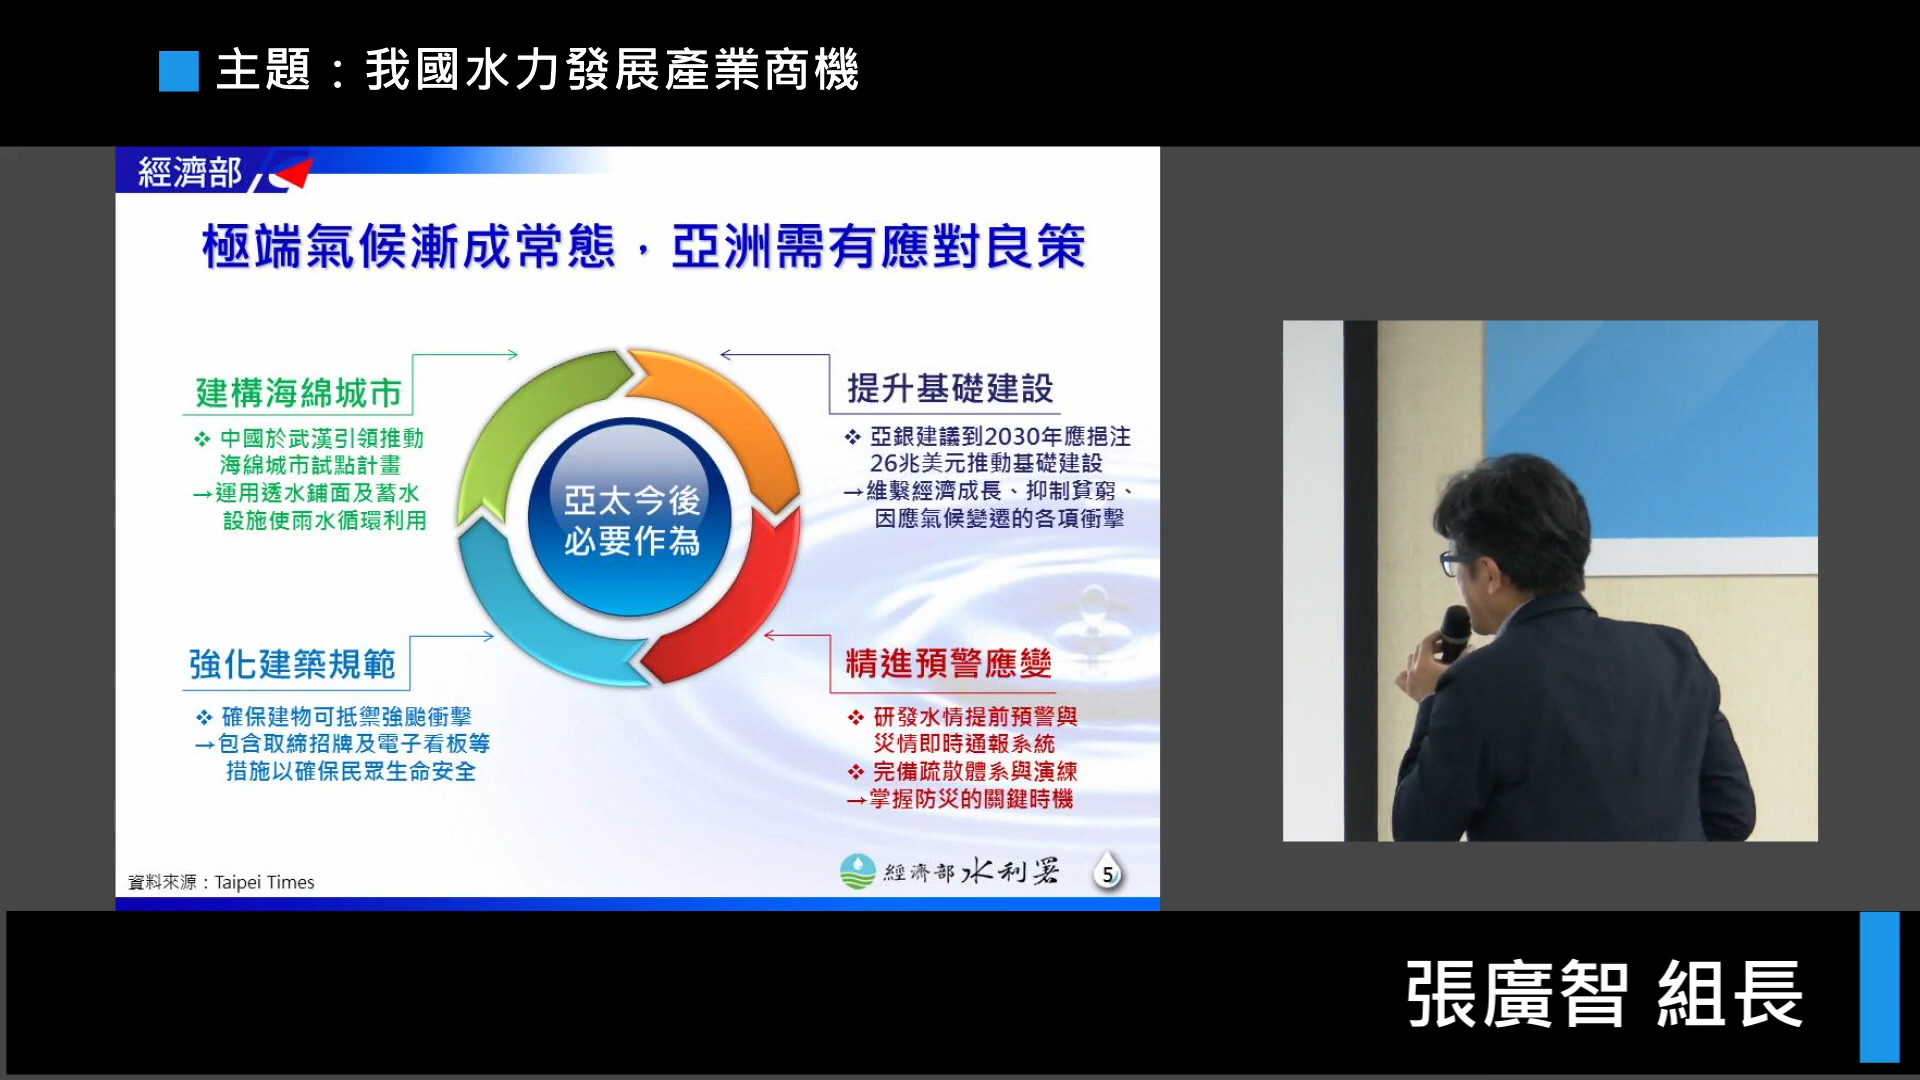 主題：我國水力發展產業商機
經濟部
極端氣候漸成常態，亞洲需有應對良策
建構海綿城市
❖ 中國於武漢引領推動
海綿城市試點計畫
→運用透水鋪面及蓄水
設施使雨水循環利用
提升基礎建設
❖ 亞銀建議到2030年應挹注
26兆美元推動基礎建設
→維繫經濟成長、抑制貧窮、
因應氣候變遷的各項衝擊
亞太今後
必要作為
強化建築規範
❖ 確保建物可抵禦強颱衝擊
→包含取締招牌及電子看板等
措施以確保民眾生命安全
精進預警應變
❖ 研發水情提前預警與
災情即時通報系統
❖ 完備疏散體系與演練
→掌握防災的關鍵時機
資料來源：Taipei Times
經濟部水利署
5
張廣智 組長